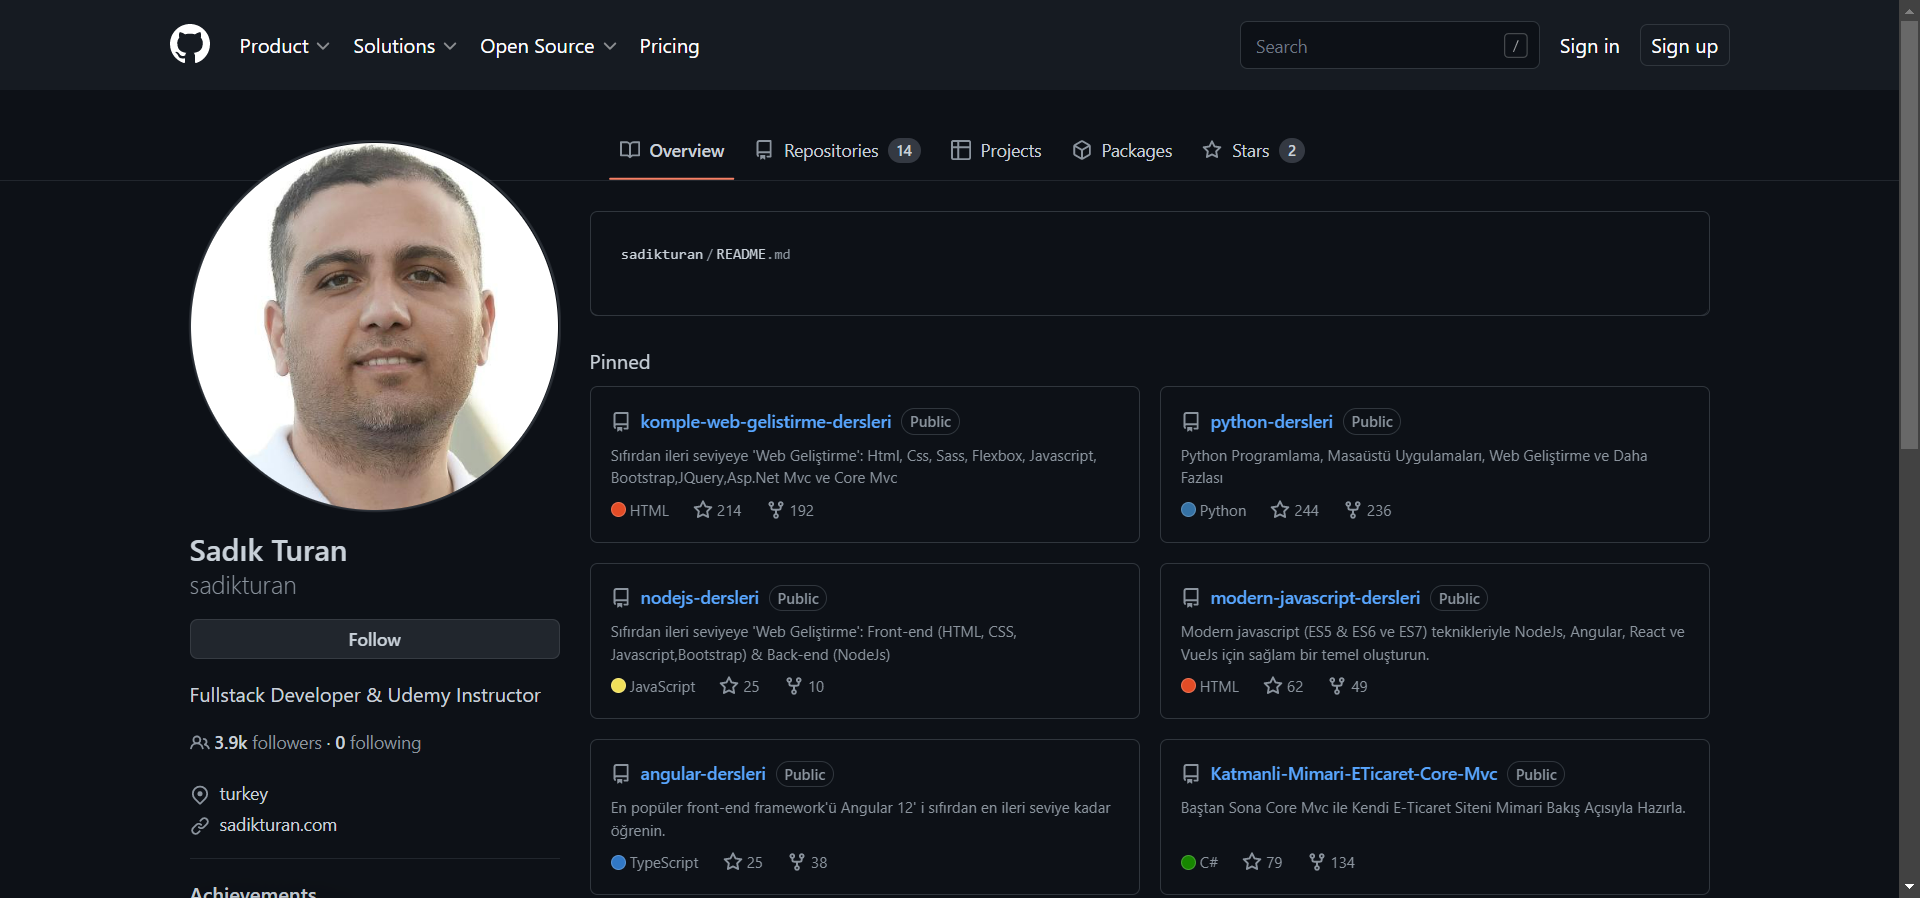 Product
Solutions
Open Source
Pricing
Search
/
Sign in
Sign up
Overview
Repositories 14
Projects
Packages
Stars 2
Sadık Turan
sadikturan
Follow
Fullstack Developer & Udemy Instructor
3.9k followers · 0 following
turkey
sadikturan.com
Achievements
sadikturan/README.md
Pinned
komple-web-gelistirme-dersleri Public
Sıfırdan ileri seviyeye 'Web Geliştirme': Html, Css, Sass, Flexbox, Javascript,
Bootstrap,JQuery,Asp.Net Mvc ve Core Mvc
HTML 214 192
python-dersleri Public
Python Programlama, Masaüstü Uygulamaları, Web Geliştirme ve Daha
Fazlası
Python 244 236
nodejs-dersleri Public
Sıfırdan ileri seviyeye 'Web Geliştirme': Front-end (HTML, CSS,
Javascript,Bootstrap) & Back-end (NodeJs)
JavaScript 25 10
modern-javascript-dersleri Public
Modern javascript (ES5 & ES6 ve ES7) teknikleriyle NodeJs, Angular, React ve
VueJs için sağlam bir temel oluşturun.
HTML 62 49
angular-dersleri Public
En popüler front-end framework'ü Angular 12' i sıfırdan en ileri seviye kadar
öğrenin.
TypeScript 25 38
Katmanli-Mimari-ETicaret-Core-Mvc Public
Baştan Sona Core Mvc ile Kendi E-Ticaret Siteni Mimari Bakış Açısıyla Hazırla.
C# 79 134